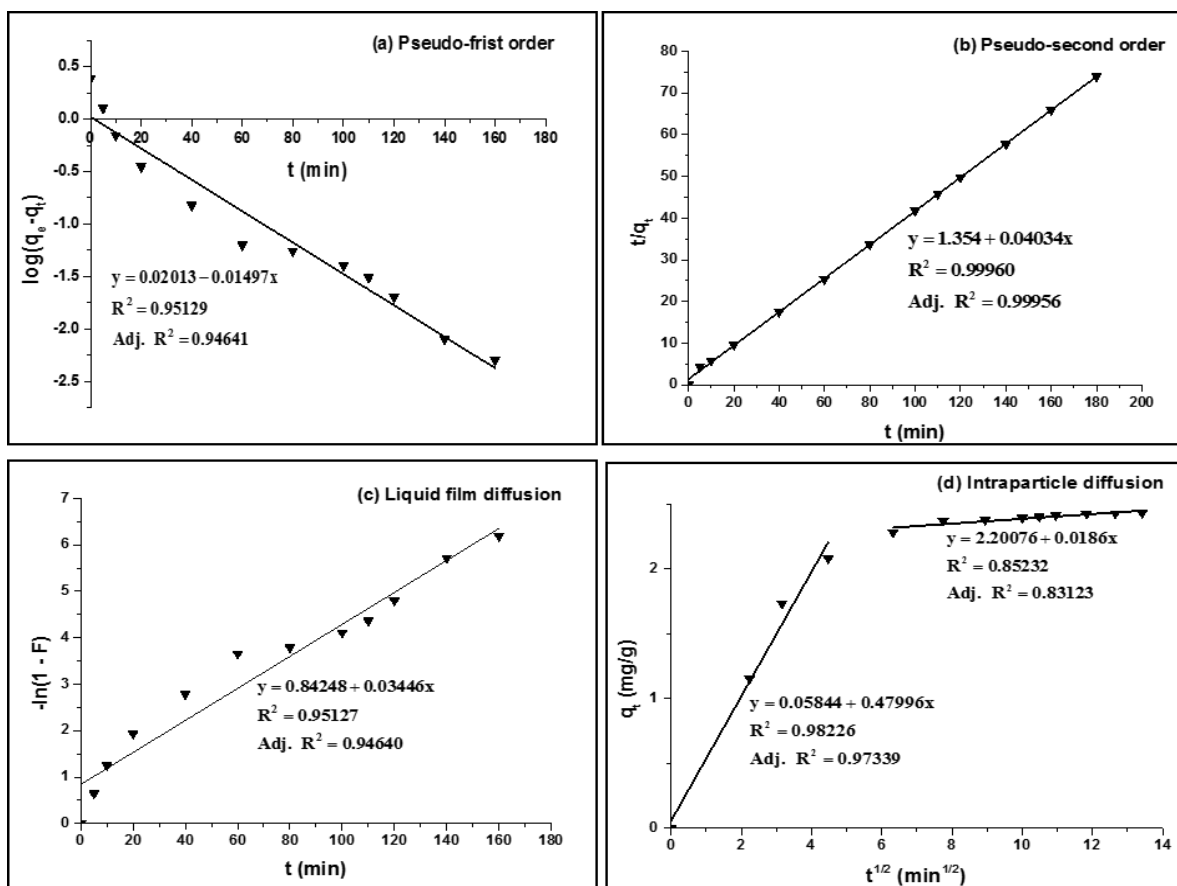 (a) Pseudo-frist order
0.5
0.0
-0.5
-1.0
-1.5
-2.0
-2.5
0 20 40 60 80 100 120 140 160 180
t (min)
log(qe-qt)
y = 0.02013 − 0.01497x
R² = 0.95129
Adj. R² = 0.94641
(b) Pseudo-second order
80
70
60
50
40
30
20
10
0
0 20 40 60 80 100 120 140 160 180 200
t (min)
t/qt
y = 1.354 + 0.04034x
R² = 0.99960
Adj. R² = 0.99956
(c) Liquid film diffusion
7
6
5
4
3
2
1
0
0 20 40 60 80 100 120 140 160 180
t (min)
-ln(1 - F)
y = 0.84248 + 0.03446x
R² = 0.95127
Adj. R² = 0.94640
(d) Intraparticle diffusion
2
1
0
0 2 4 6 8 10 12 14
t^1/2 (min^1/2)
qt (mg/g)
y = 2.20076 + 0.0186x
R² = 0.85232
Adj. R² = 0.83123
y = 0.05844 + 0.47996x
R² = 0.98226
Adj. R² = 0.97339